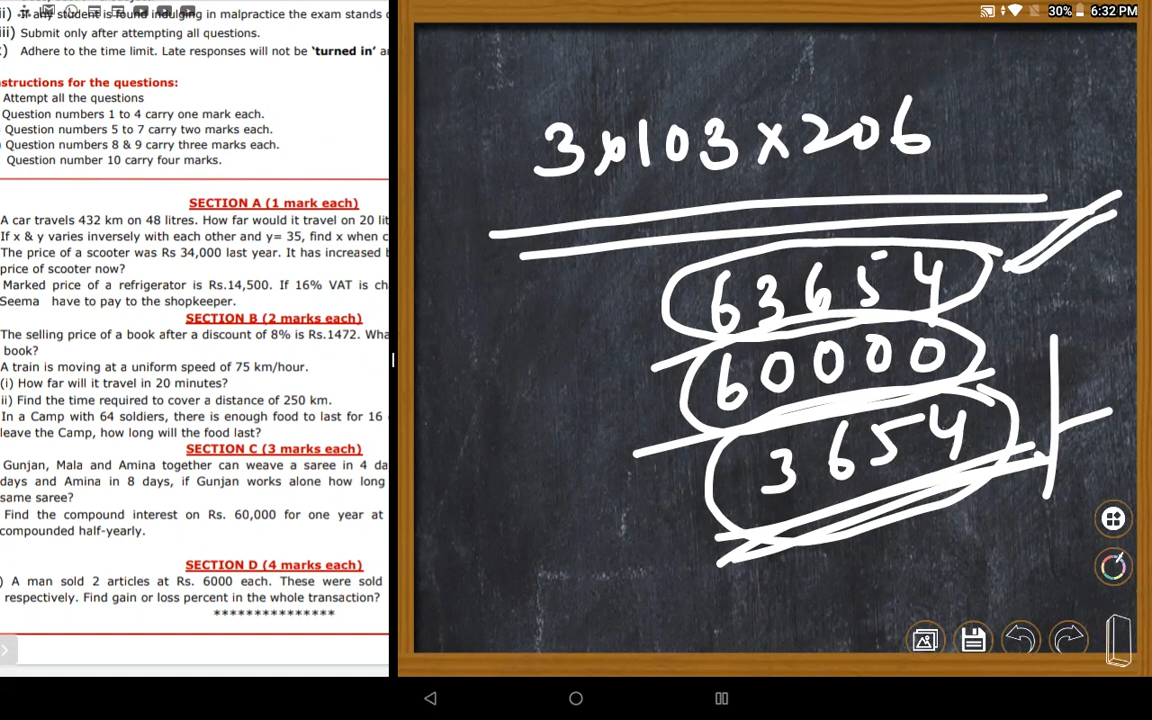 ii) If any student is found indulging in malpractice the exam stands
iii) Submit only after attempting all questions.
) Adhere to the time limit. Late responses will not be 'turned in'
structions for the questions:
Attempt all the questions
Question numbers 1 to 4 carry one mark each.
Question numbers 5 to 7 carry two marks each.
Question numbers 8 & 9 carry three marks each.
Question number 10 carry four marks.
SECTION A (1 mark each)
A car travels 432 km on 48 litres. How far would it travel on 20 lit
If x & y varies inversely with each other and y= 35, find x when c
The price of a scooter was Rs 34,000 last year. It has increased b
price of scooter now?
Marked price of a refrigerator is Rs.14,500. If 16% VAT is ch
Seema have to pay to the shopkeeper.
SECTION B (2 marks each)
The selling price of a book after a discount of 8% is Rs.1472. Wha
book?
A train is moving at a uniform speed of 75 km/hour.
(i) How far will it travel in 20 minutes?
ii) Find the time required to cover a distance of 250 km.
In a Camp with 64 soldiers, there is enough food to last for 16
leave the Camp, how long will the food last?
SECTION C (3 marks each)
Gunjan, Mala and Amina together can weave a saree in 4 da
days and Amina in 8 days, if Gunjan works alone how long
same saree?
Find the compound interest on Rs. 60,000 for one year at
compounded half-yearly.
SECTION D (4 marks each)
) A man sold 2 articles at Rs. 6000 each. These were sold
respectively. Find gain or loss percent in the whole transaction?
***************
30% 6:32 PM
103 x 206
63654
60000
3654